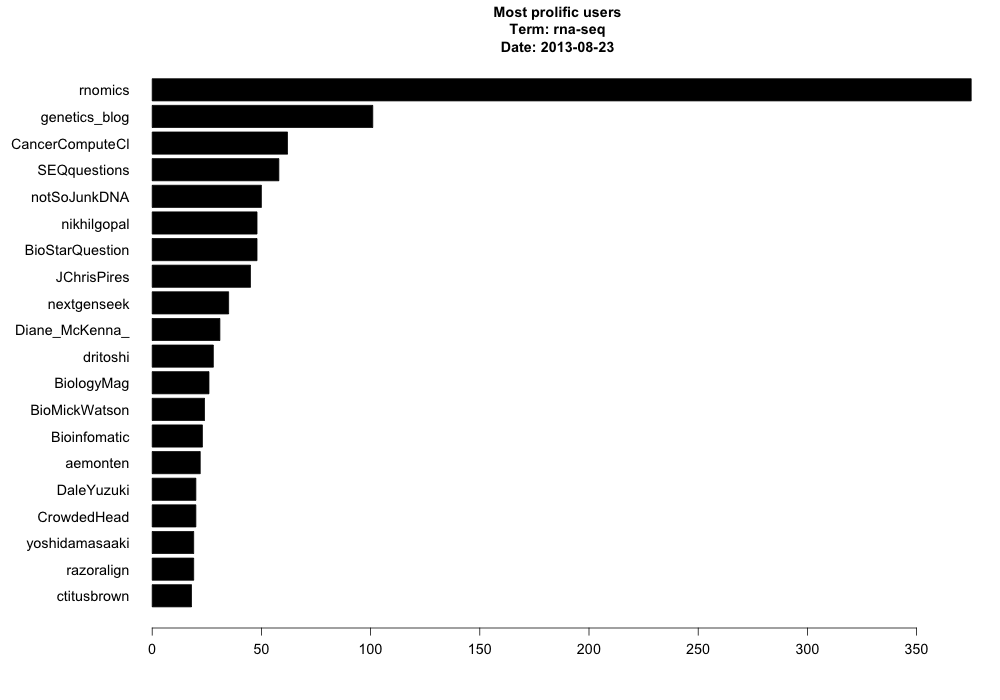 Most prolific users
Term: rna-seq
Date: 2013-08-23
rnomics
genetics_blog
CancerComputeCl
SEQquestions
notSoJunkDNA
nikhilgopal
BioStarQuestion
JChrisPires
nextgenseek
Diane_McKenna_
dritoshi
BiologyMag
BioMickWatson
Bioinfomatic
aemonten
DaleYuzuki
CrowdedHead
yoshidamasaaki
razoralign
ctitusbrown
0 50 100 150 200 250 300 350